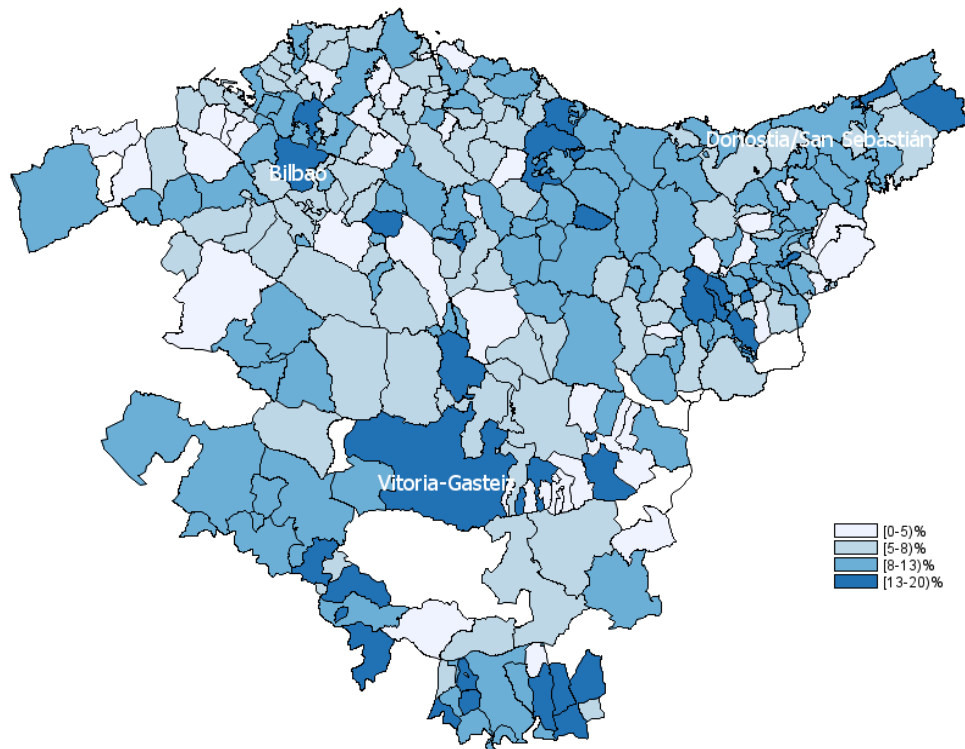 Donostia/San Sebastián
Bilbao
Vitoria-Gasteiz
[0-5)%
[5-8)%
[8-13)%
[13-20)%